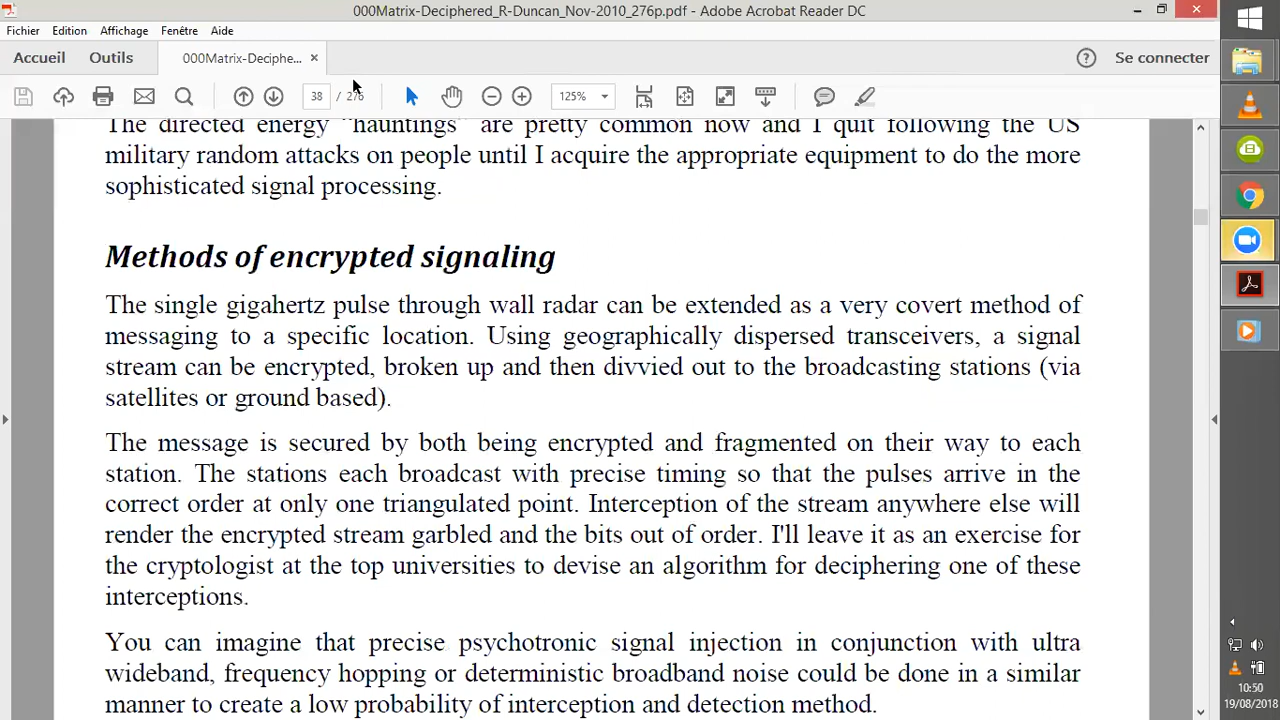 000Matrix-Deciphered_R-Duncan_Nov-2010_276p.pdf - Adobe Acrobat Reader DC
Fichier Edition Affichage Fenêtre Aide
Accueil Outils 000Matrix-Deciphe... × Se connecter
38 / 276 125%
The directed energy "hauntings" are pretty common now and I quit following the US
military random attacks on people until I acquire the appropriate equipment to do the more
sophisticated signal processing.
Methods of encrypted signaling
The single gigahertz pulse through wall radar can be extended as a very covert method of
messaging to a specific location. Using geographically dispersed transceivers, a signal
stream can be encrypted, broken up and then divvied out to the broadcasting stations (via
satellites or ground based).
The message is secured by both being encrypted and fragmented on their way to each
station. The stations each broadcast with precise timing so that the pulses arrive in the
correct order at only one triangulated point. Interception of the stream anywhere else will
render the encrypted stream garbled and the bits out of order. I'll leave it as an exercise for
the cryptologist at the top universities to devise an algorithm for deciphering one of these
interceptions.
You can imagine that precise psychotronic signal injection in conjunction with ultra
wideband, frequency hopping or deterministic broadband noise could be done in a similar
manner to create a low probability of interception and detection method.
10:50
19/08/2018